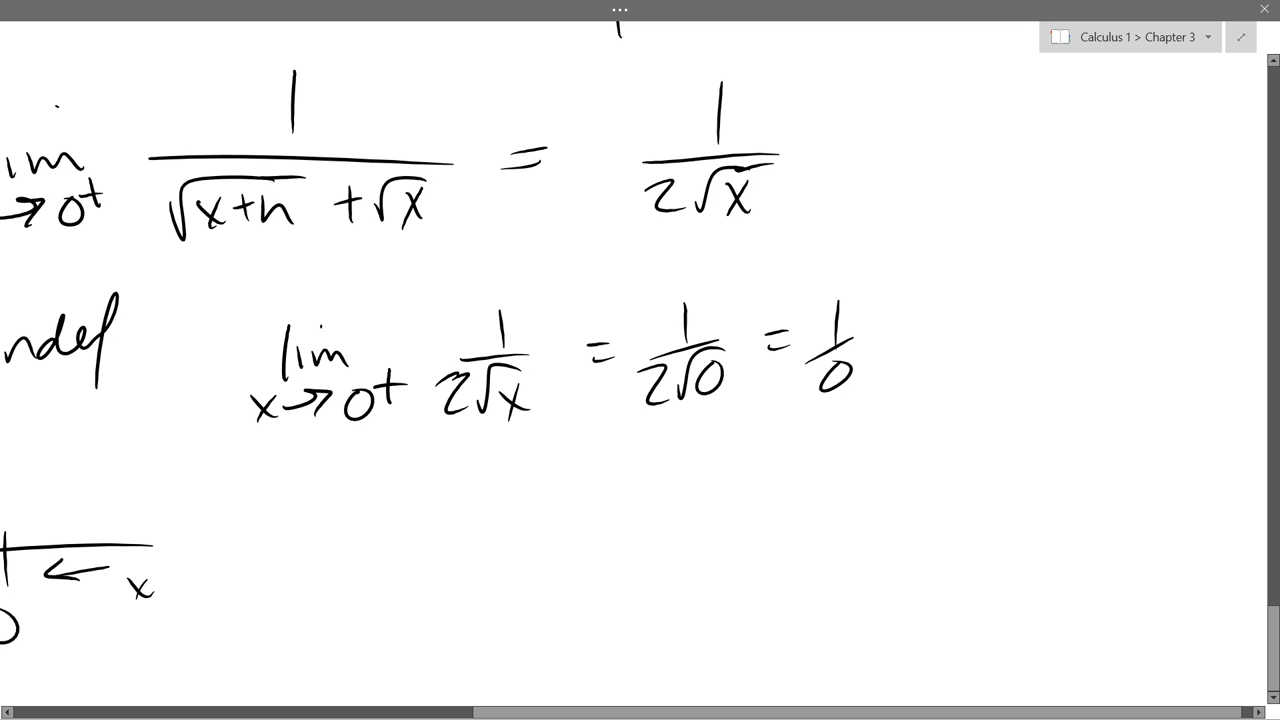 Calculus 1 > Chapter 3
im →0⁺ 1/(√(x+h) + √x) = 1/(2√x)
ndef lim x→0⁺ 1/(2√x) = 1/(2√0) = 1/0
← x
0